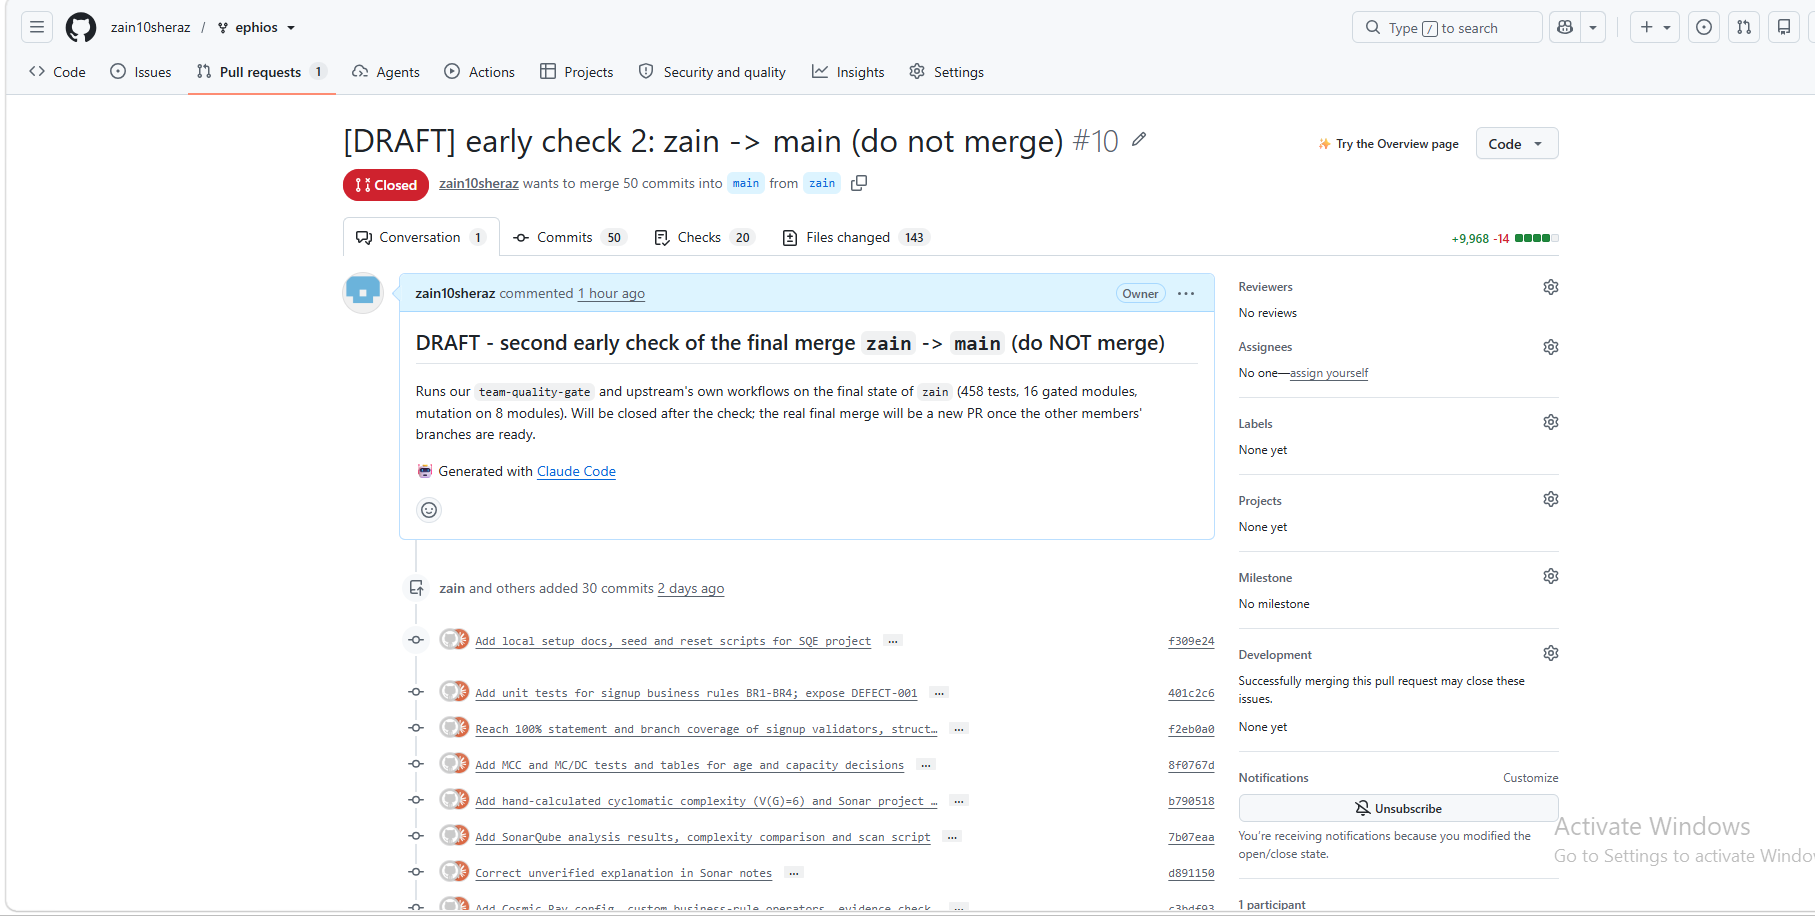 zain10sheraz / ephios
Type / to search
Code
Issues
Pull requests 1
Agents
Actions
Projects
Security and quality
Insights
Settings
[DRAFT] early check 2: zain -> main (do not merge) #10
Try the Overview page
Code
Closed
zain10sheraz wants to merge 50 commits into main from zain
Conversation 1
Commits 50
Checks 20
Files changed 143
+9,968 -14
zain10sheraz commented 1 hour ago
Owner
DRAFT - second early check of the final merge zain -> main (do NOT merge)
Runs our team-quality-gate and upstream's own workflows on the final state of zain (458 tests, 16 gated modules,
mutation on 8 modules). Will be closed after the check; the real final merge will be a new PR once the other members'
branches are ready.
Generated with Claude Code
zain and others added 30 commits 2 days ago
Add local setup docs, seed and reset scripts for SQE project ... f309e24
Add unit tests for signup business rules BR1-BR4; expose DEFECT-001 ... 401c2c6
Reach 100% statement and branch coverage of signup validators, struct… ... f2eb0a0
Add MCC and MC/DC tests and tables for age and capacity decisions ... 8f0767d
Add hand-calculated cyclomatic complexity (V(G)=6) and Sonar project … ... b790518
Add SonarQube analysis results, complexity comparison and scan script ... 7b07eaa
Correct unverified explanation in Sonar notes ... d891150
Add Cosmic Ray config, custom business-rule operators, evidence check… ... c3bdf93
Reviewers
No reviews
Assignees
No one—assign yourself
Labels
None yet
Projects
None yet
Milestone
No milestone
Development
Successfully merging this pull request may close these
issues.
None yet
Notifications
Customize
Unsubscribe
You're receiving notifications because you modified the
open/close state.
1 participant
Activate Windows
Go to Settings to activate Windo